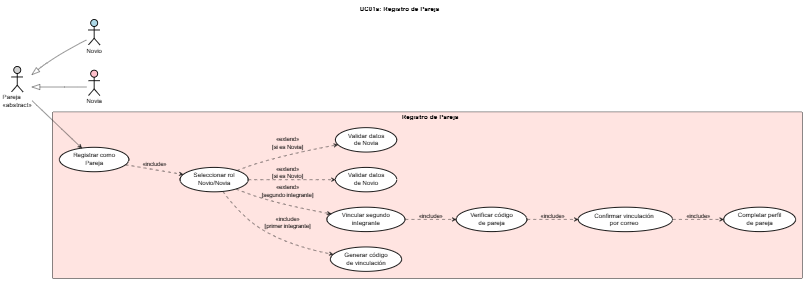 UC01a: Registro de Pareja
Novio
Novia
Pareja
«abstract»
Registro de Pareja
Registrar como
Pareja
«include»
Seleccionar rol
Novio/Novia
«extend»
[si es Novia]
«extend»
[si es Novio]
«extend»
[segundo integrante]
«include»
[primer integrante]
Validar datos
de Novia
Validar datos
de Novio
Vincular segundo
integrante
Generar código
de vinculación
«include»
Verificar código
de pareja
«include»
Confirmar vinculación
por correo
«include»
Completar perfil
de pareja